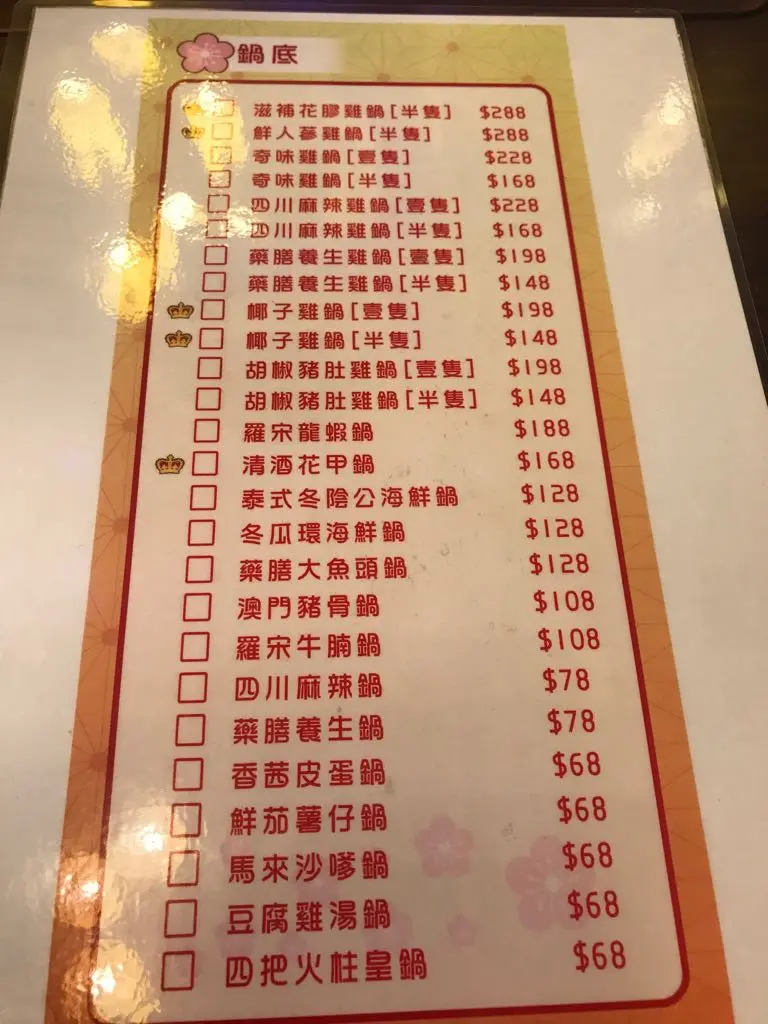 鍋底
滋補花膠雞鍋[半隻] $288
鮮人蔘雞鍋[半隻] $288
奇味雞鍋[壹隻] $228
奇味雞鍋[半隻] $168
四川麻辣雞鍋[壹隻] $228
四川麻辣雞鍋[半隻] $168
藥膳養生雞鍋[壹隻] $198
藥膳養生雞鍋[半隻] $148
椰子雞鍋[壹隻] $198
椰子雞鍋[半隻] $148
胡椒豬肚雞鍋[壹隻] $198
胡椒豬肚雞鍋[半隻] $148
羅宋龍蝦鍋 $188
清酒花甲鍋 $168
泰式冬陰公海鮮鍋 $128
冬瓜環海鮮鍋 $128
藥膳大魚頭鍋 $128
澳門豬骨鍋 $108
羅宋牛腩鍋 $108
四川麻辣鍋 $78
藥膳養生鍋 $78
香茜皮蛋鍋 $68
鮮茄薯仔鍋 $68
馬來沙嗲鍋 $68
豆腐雞湯鍋 $68
四把火炷皇鍋 $68